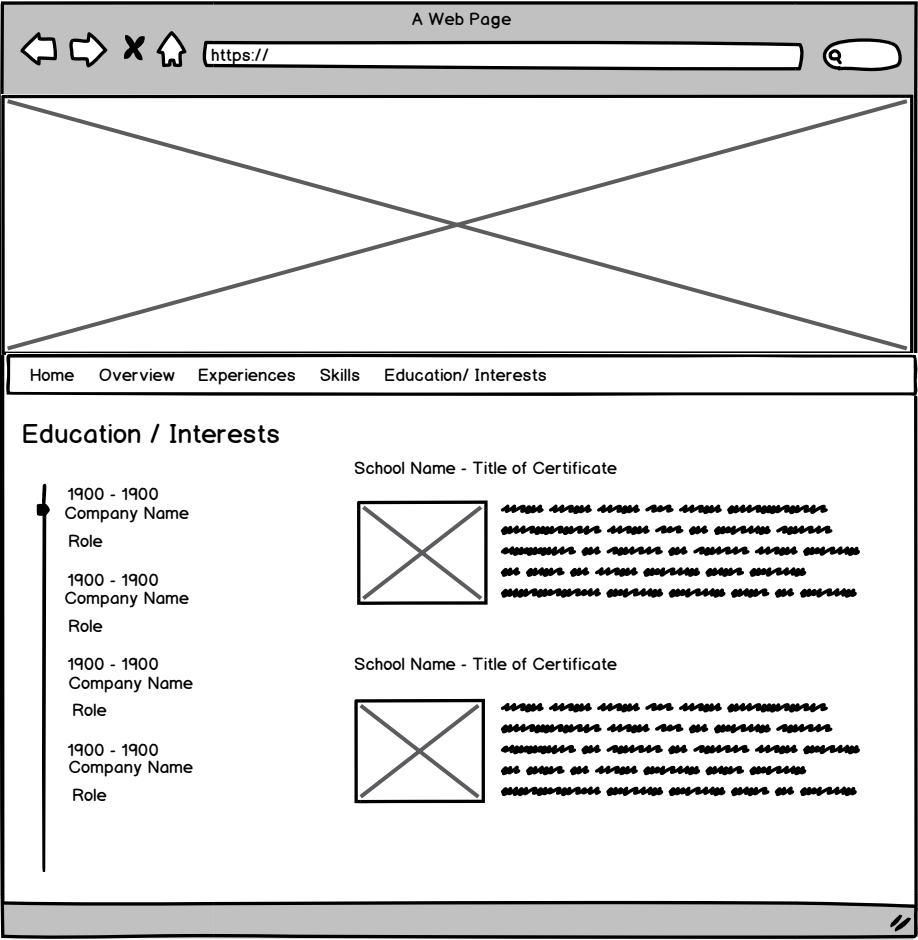 A Web Page
https://
Home Overview Experiences Skills Education/ Interests
Education / Interests
1900 - 1900
Company Name
Role
1900 - 1900
Company Name
Role
1900 - 1900
Company Name
Role
1900 - 1900
Company Name
Role
School Name - Title of Certificate
School Name - Title of Certificate